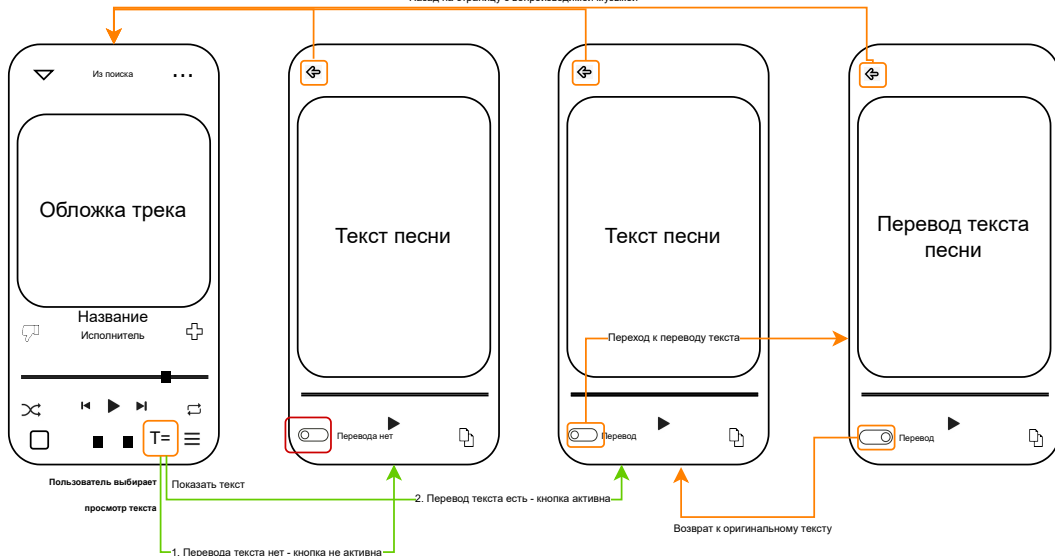 Назад на страницу с вопроизводимой музыкой
Из поиска
Обложка трека
Название
Исполнитель
T=
Пользователь выбирает
просмотр текста
Показать текст
1. Перевода текста нет - кнопка не активна
2. Перевод текста есть - кнопка активна
Текст песни
Перевода нет
Текст песни
Переход к переводу текста
Перевод
Возврат к оригинальному тексту
Перевод текста
песни
Перевод